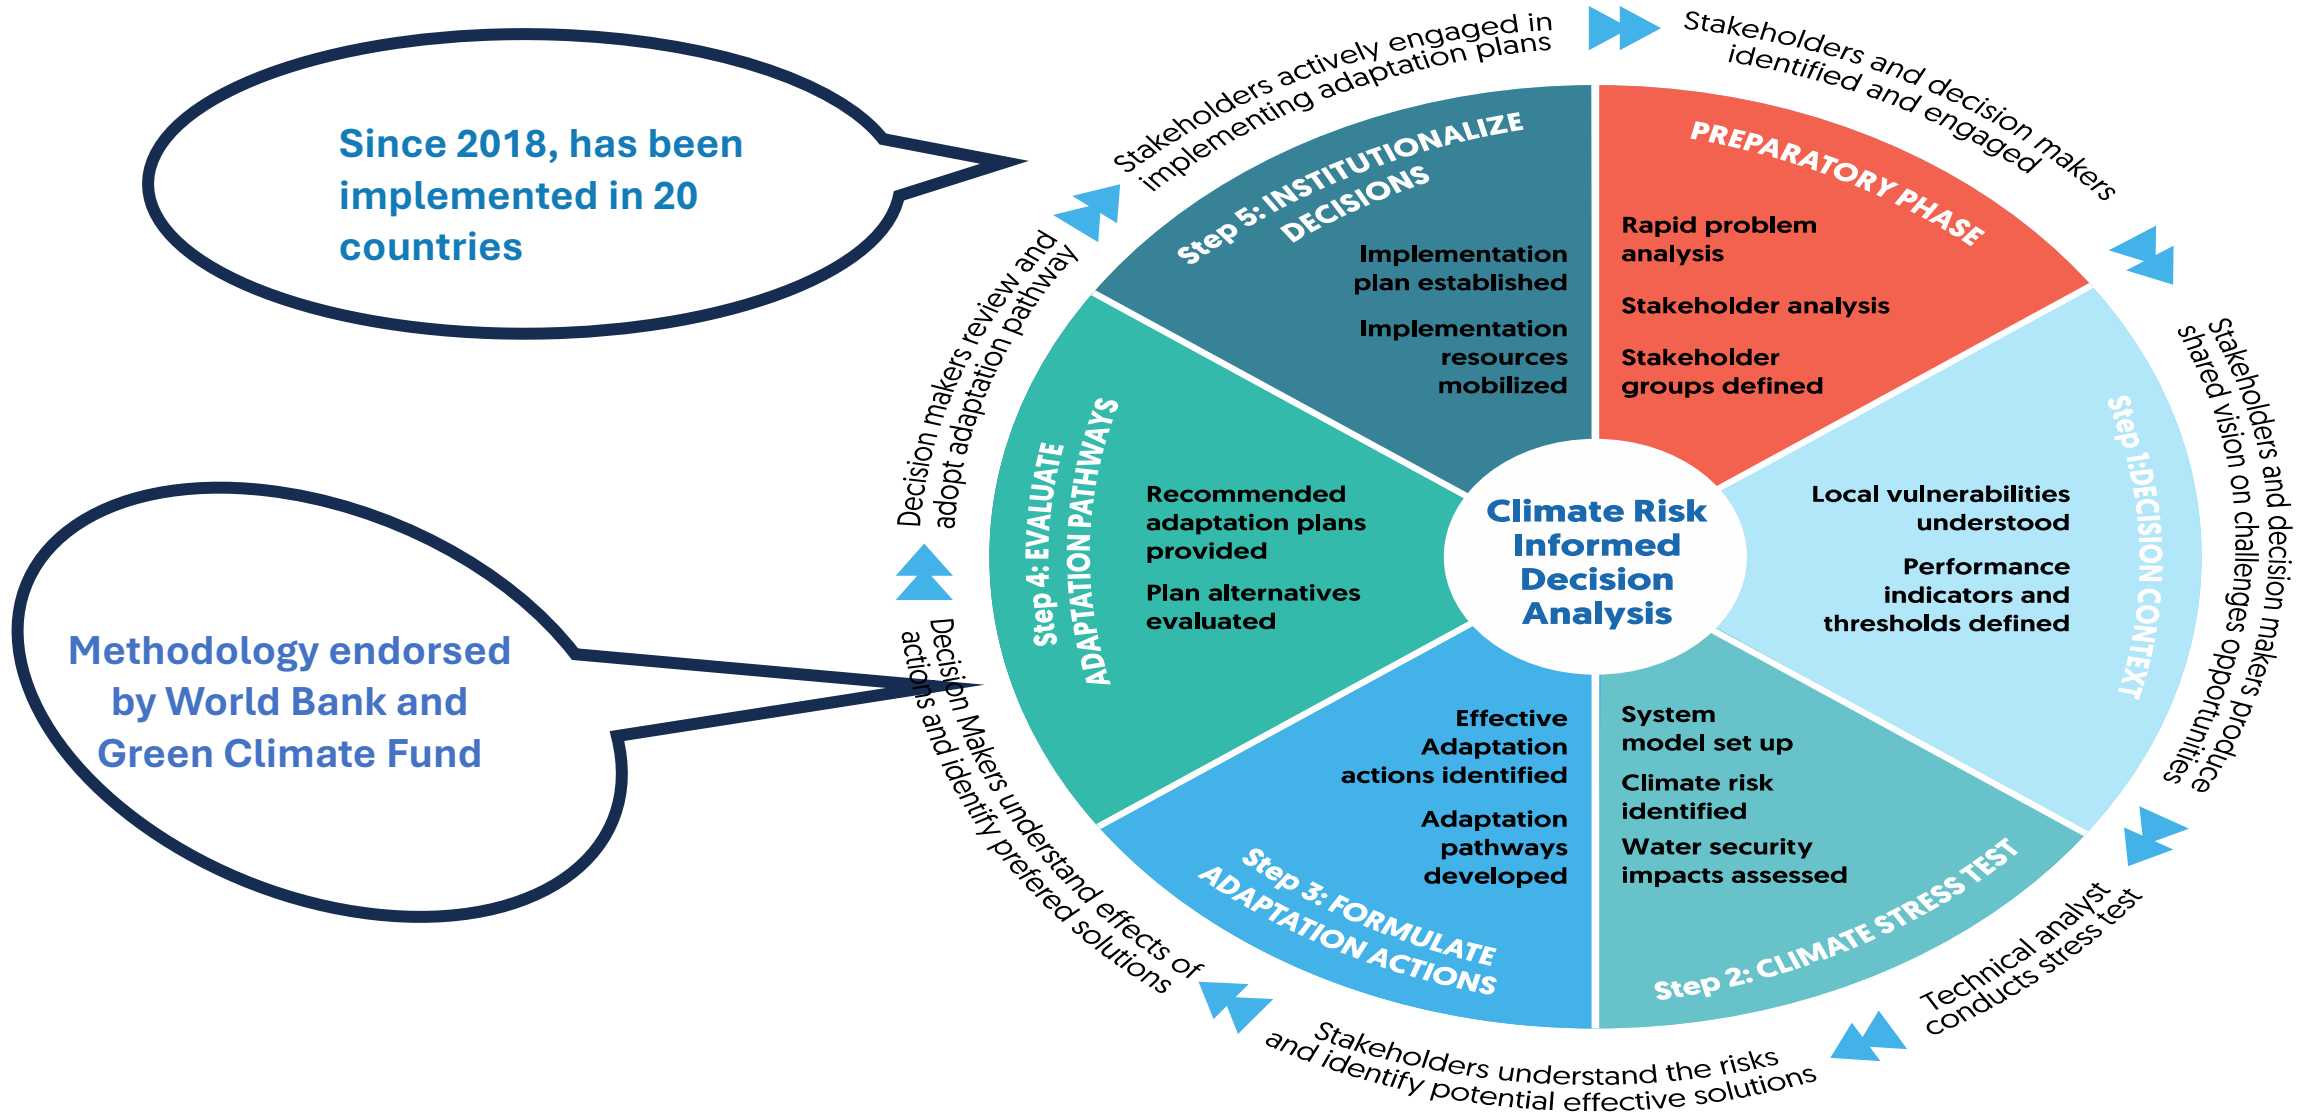 Since 2018, has been
implemented in 20
countries
Methodology endorsed
by World Bank and
Green Climate Fund
Climate Risk
Informed
Decision
Analysis
PREPARATORY PHASE
Rapid problem
analysis
Stakeholder analysis
Stakeholder
groups defined
Stakeholders and decision makers
identified and engaged
Step 1:DECISION CONTEXT
Local vulnerabilities
understood
Performance
indicators and
thresholds defined
Stakeholders and decision makers produce
shared vision on challenges opportunities
Step 2: CLIMATE STRESS TEST
System
model set up
Climate risk
identified
Water security
impacts assessed
Technical analyst
conducts stress test
Step 3: FORMULATE
ADAPTATION ACTIONS
Effective
Adaptation
actions identified
Adaptation
pathways
developed
Stakeholders understand the risks
and identify potential effective solutions
Step 4: EVALUATE
ADAPTATION PATHWAYS
Recommended
adaptation plans
provided
Plan alternatives
evaluated
Decision Makers understand effects of
actions and identify prefered solutions
Decision makers review and
adopt adaptation pathway
Step 5: INSTITUTIONALIZE
DECISIONS
Implementation
plan established
Implementation
resources
mobilized
Stakeholders actively engaged in
implementing adaptation plans